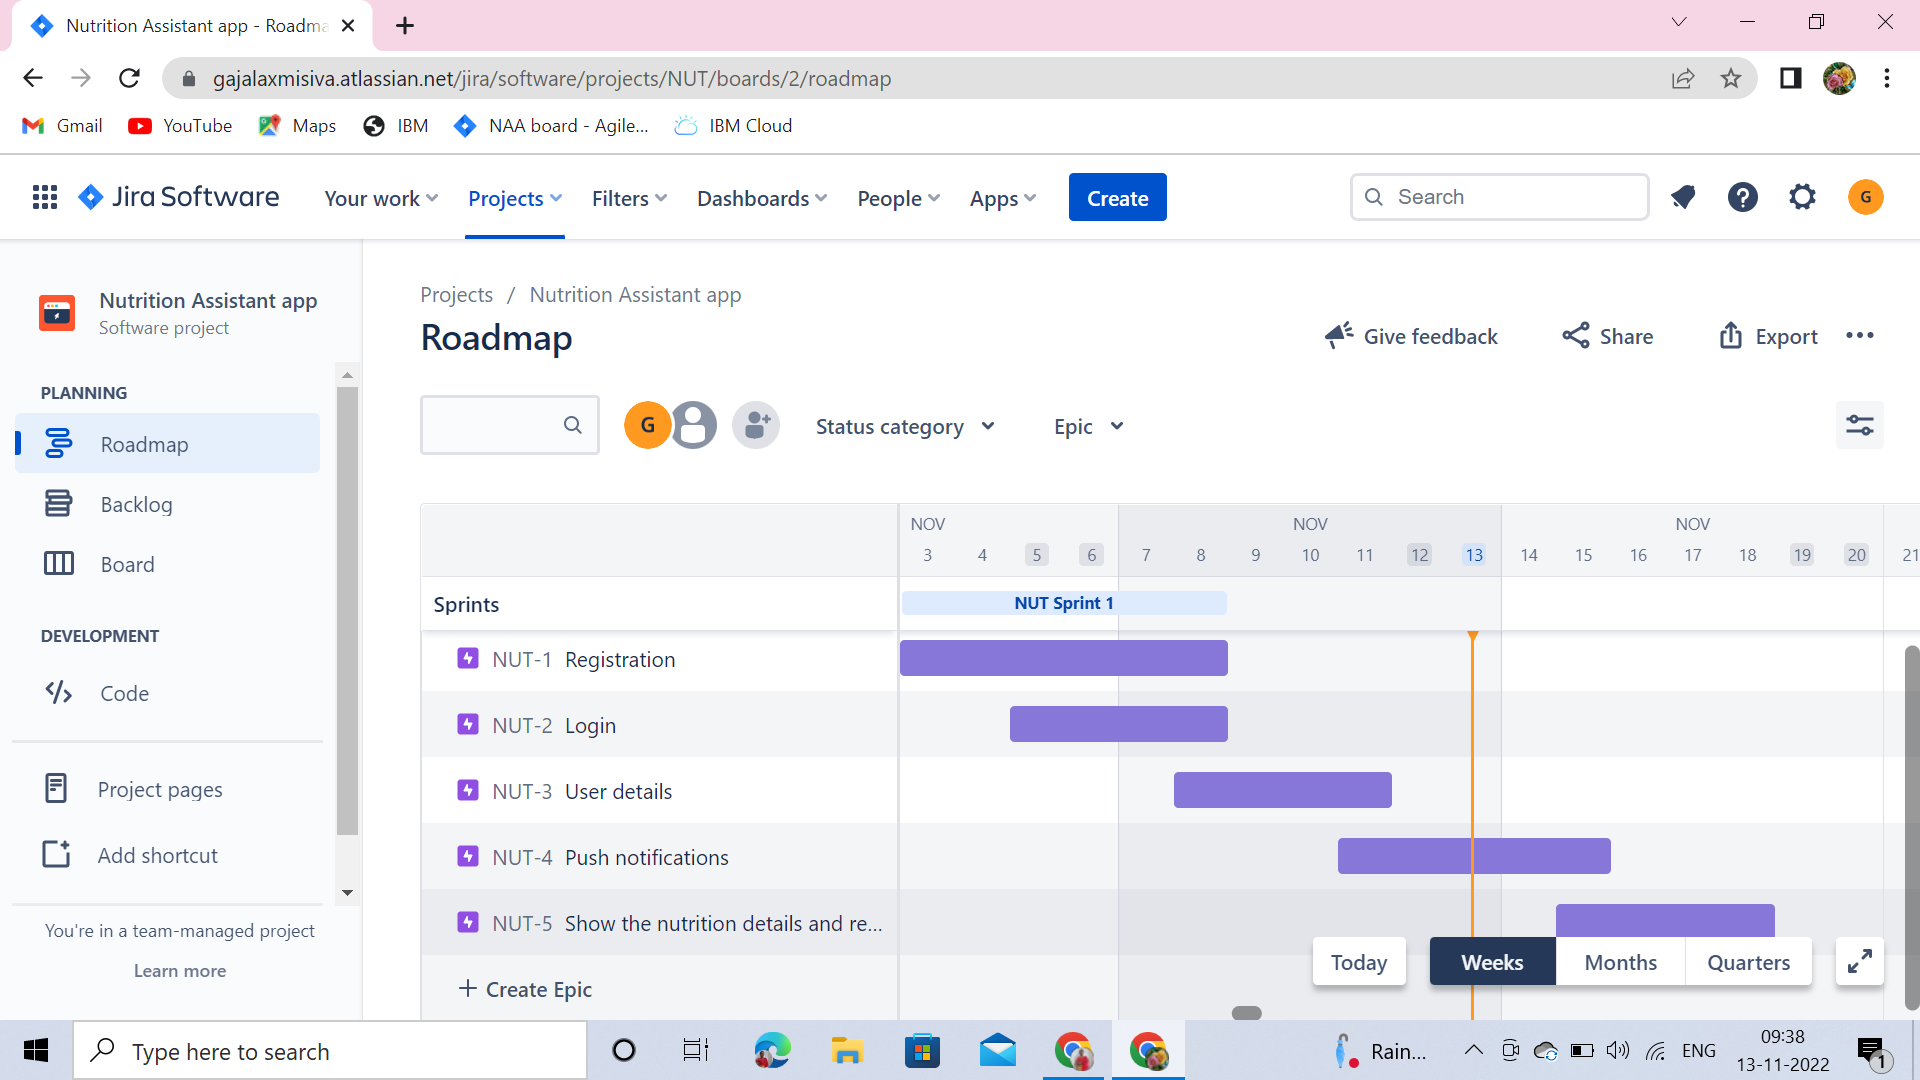 Nutrition Assistant app - Roadma
gajalaxmisiva.atlassian.net/jira/software/projects/NUT/boards/2/roadmap
Gmail YouTube Maps IBM NAA board - Agile... IBM Cloud
Jira Software Your work Projects Filters Dashboards People Apps Create Search G
Nutrition Assistant app
Software project
PLANNING
Roadmap
Backlog
Board
DEVELOPMENT
Code
Project pages
Add shortcut
You're in a team-managed project
Learn more
Projects / Nutrition Assistant app
Roadmap
Give feedback Share Export
G Status category Epic
NOV NOV NOV
3 4 5 6 7 8 9 10 11 12 13 14 15 16 17 18 19 20 21
Sprints NUT Sprint 1
NUT-1 Registration
NUT-2 Login
NUT-3 User details
NUT-4 Push notifications
NUT-5 Show the nutrition details and re...
Today Weeks Months Quarters
+ Create Epic
Type here to search Rain... ENG 09:38
13-11-2022 1